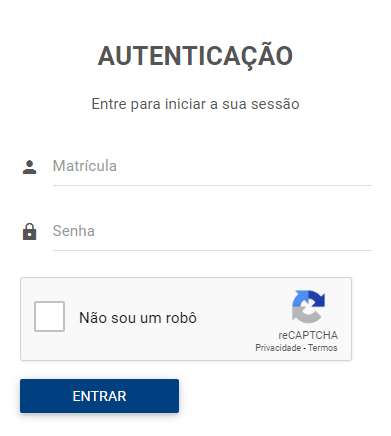 AUTENTICAÇÃO
Entre para iniciar a sua sessão
Matrícula
Senha
Não sou um robô
reCAPTCHA
Privacidade - Termos
ENTRAR